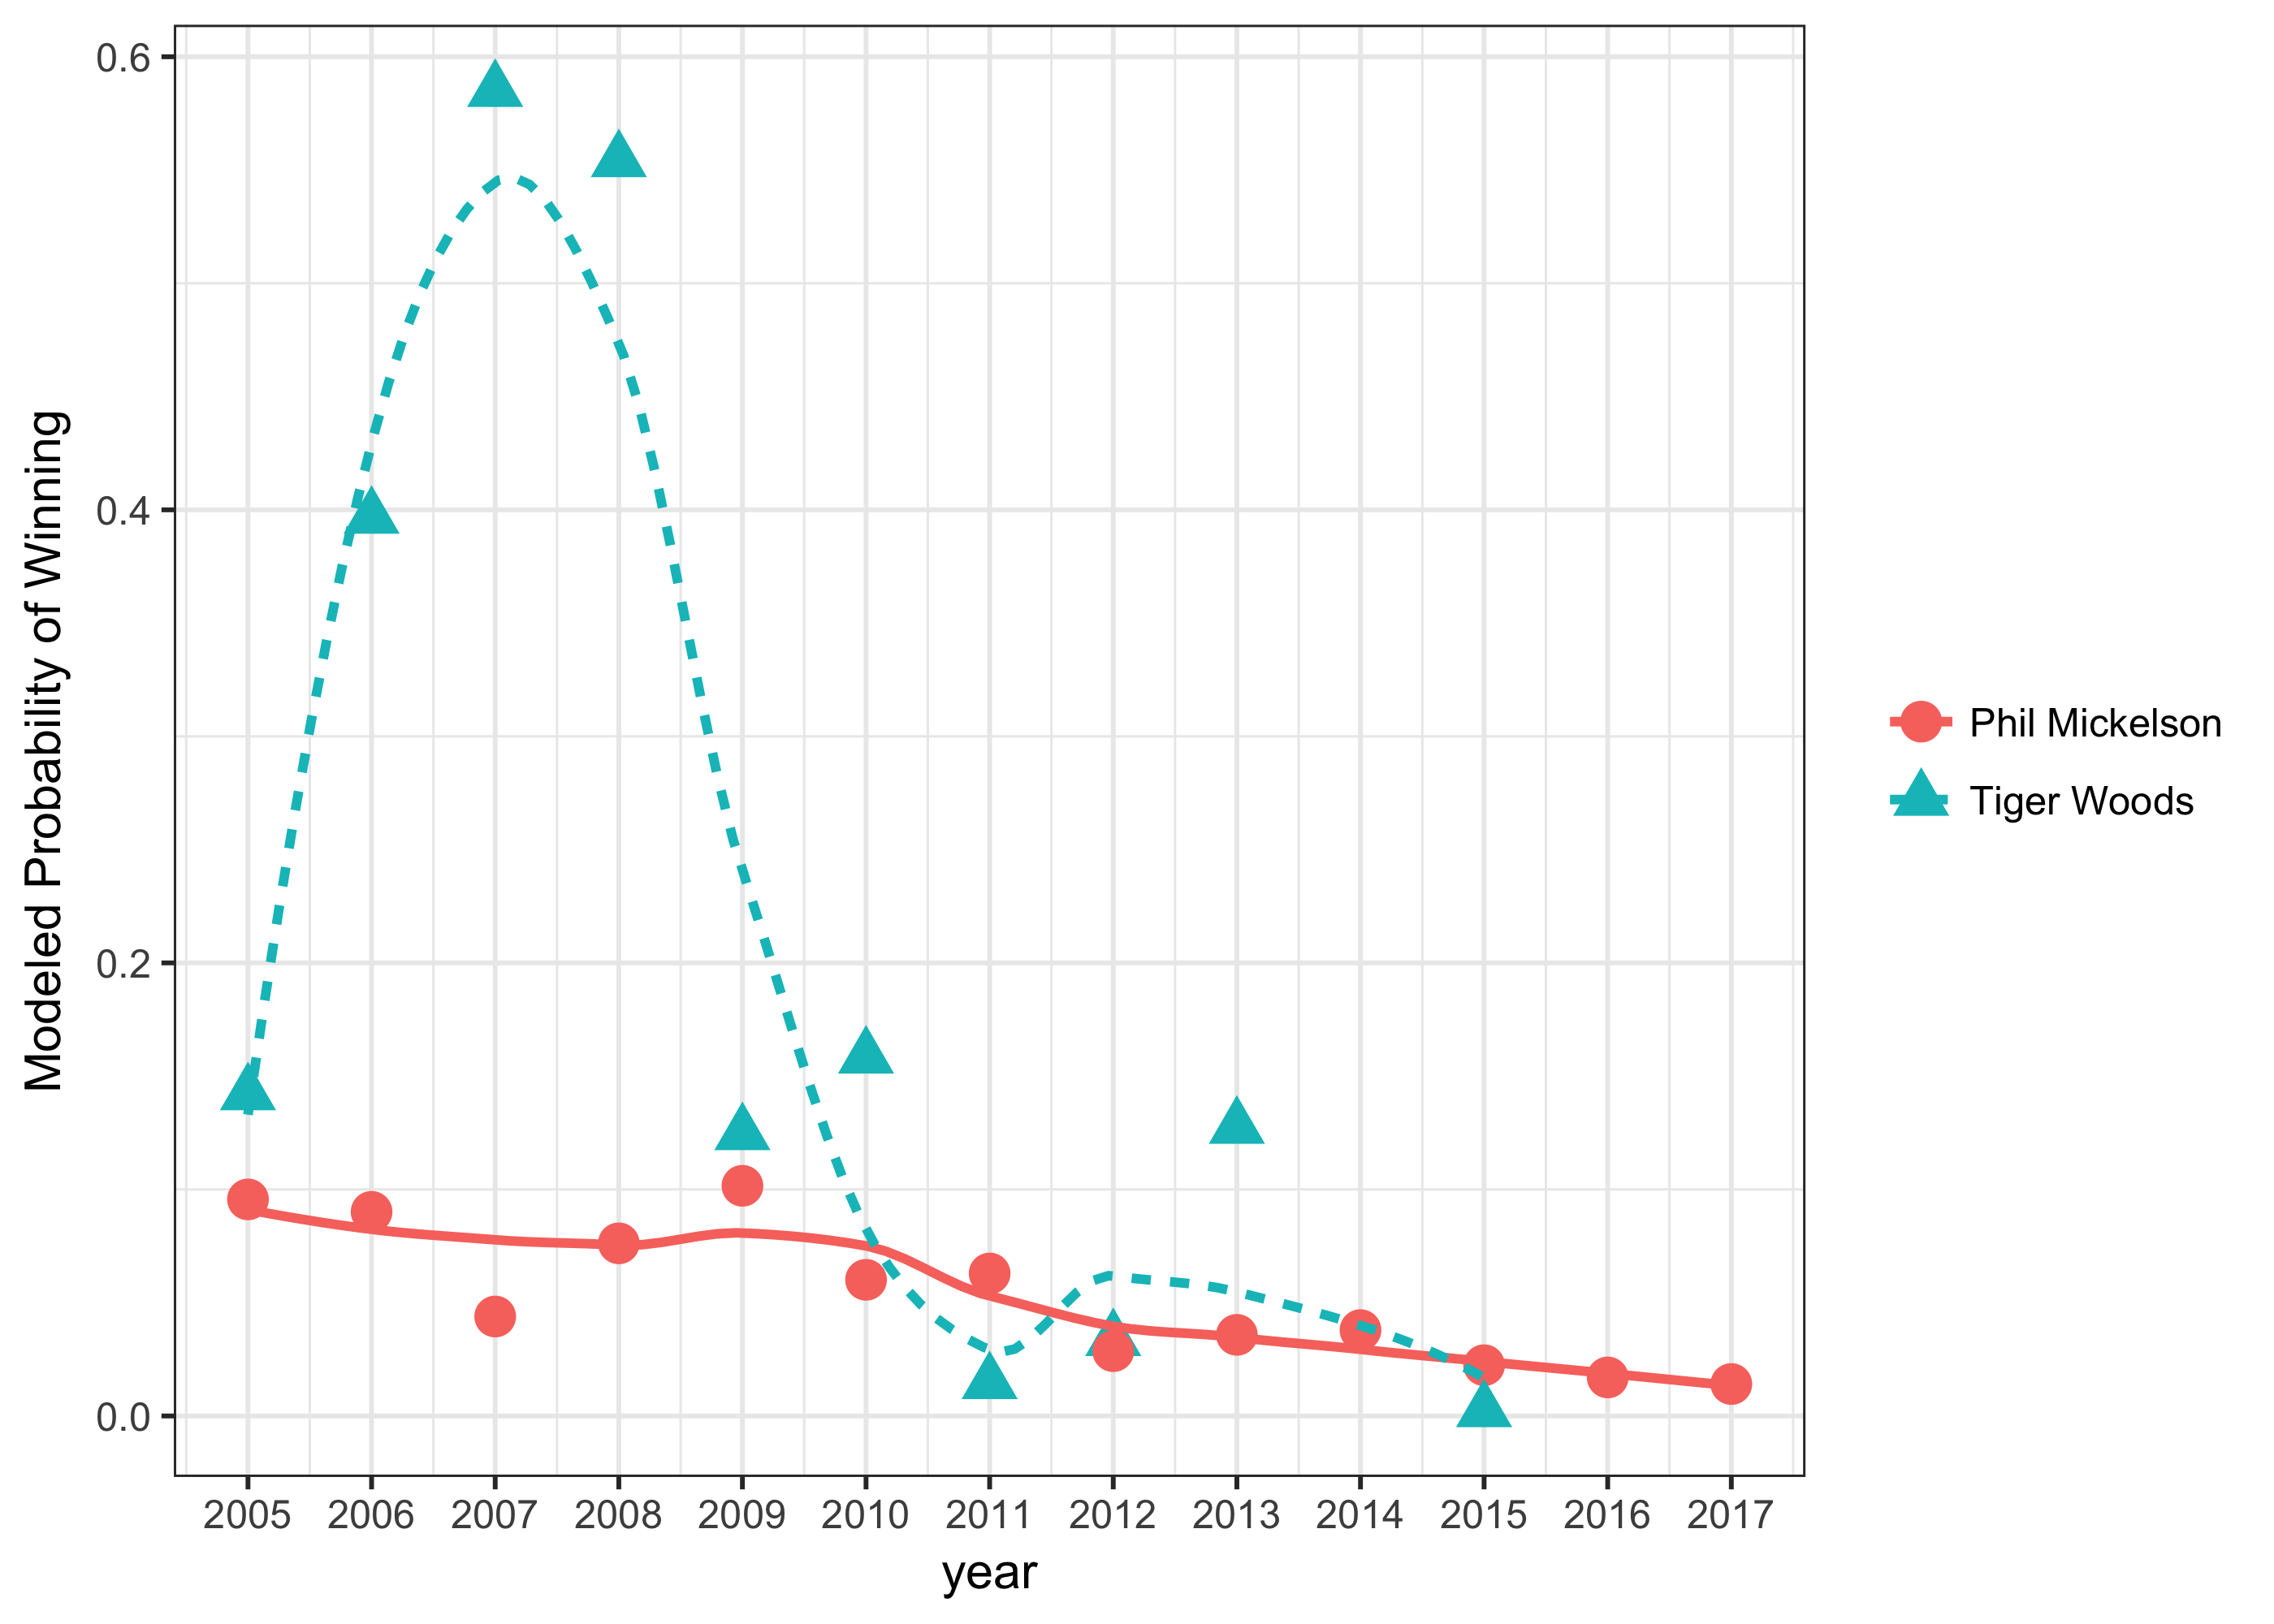 Modeled Probability of Winning
0.6
0.4
0.2
0.0
2005 2006 2007 2008 2009 2010 2011 2012 2013 2014 2015 2016 2017
year
Phil Mickelson
Tiger Woods